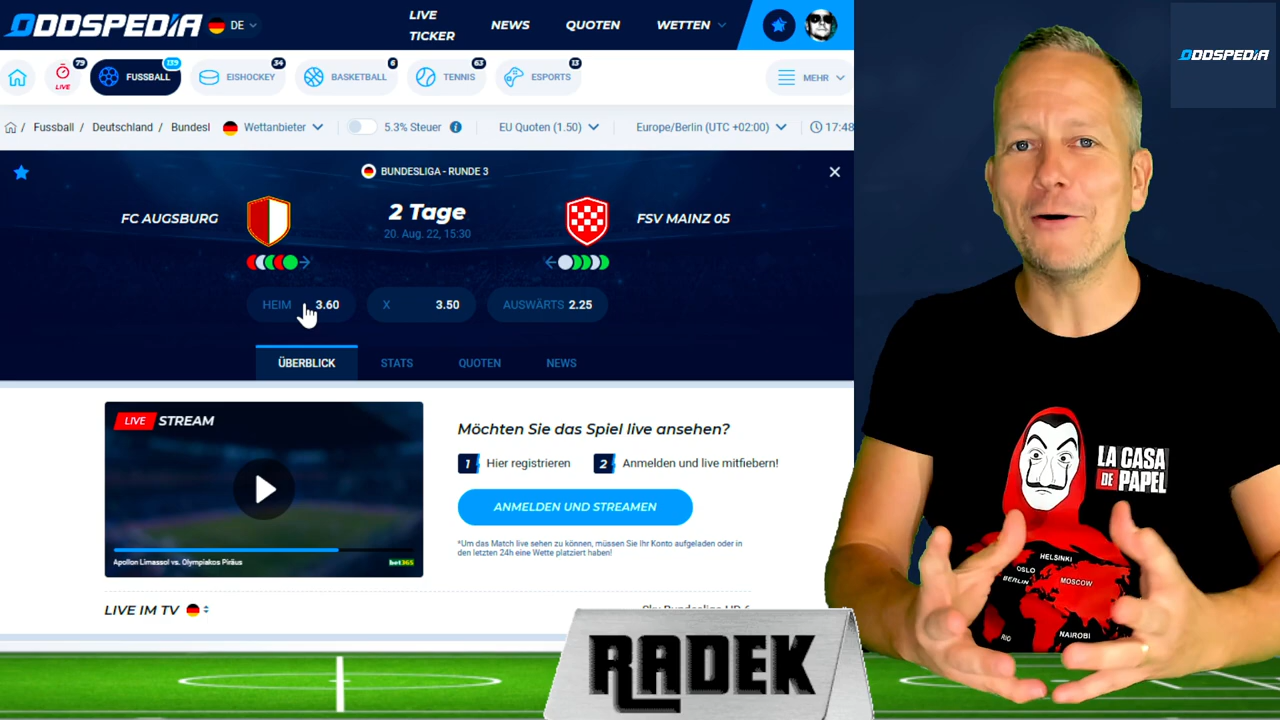 ODDSPEDIA
DE
LIVE TICKER
NEWS
QUOTEN
WETTEN
79
LIVE
FUSSBALL
139
EISHOCKEY
34
BASKETBALL
6
TENNIS
63
ESPORTS
13
MEHR
/ Fussball / Deutschland / Bundesl
Wettanbieter
5.3% Steuer
EU Quoten (1.50)
Europe/Berlin (UTC +02:00)
17:48
BUNDESLIGA - RUNDE 3
FC AUGSBURG
2 Tage
20. Aug. 22, 15:30
FSV MAINZ 05
HEIM 3.60
X 3.50
AUSWÄRTS 2.25
ÜBERBLICK
STATS
QUOTEN
NEWS
LIVE STREAM
Apollon Limassol vs. Olympiakos Piräus
bet365
Möchten Sie das Spiel live ansehen?
1 Hier registrieren
2 Anmelden und live mitfiebern!
ANMELDEN UND STREAMEN
*Um das Match live sehen zu können, müssen Sie Ihr Konto aufgeladen oder in
den letzten 24h eine Wette platziert haben!
LIVE IM TV
RADEK
ODDSPEDIA
LA CASA
DE PAPEL
HELSINKI
OSLO
BERLIN
MOSCOW
RIO
NAIROBI